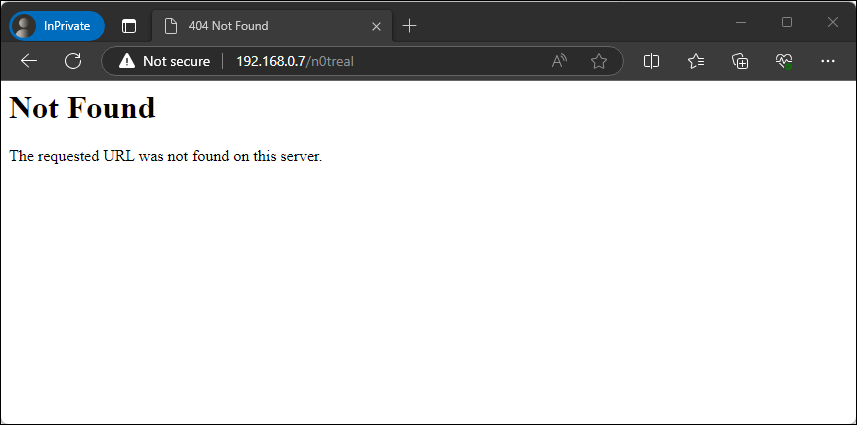 InPrivate
404 Not Found
Not secure
192.168.0.7/n0treal
Not Found
The requested URL was not found on this server.